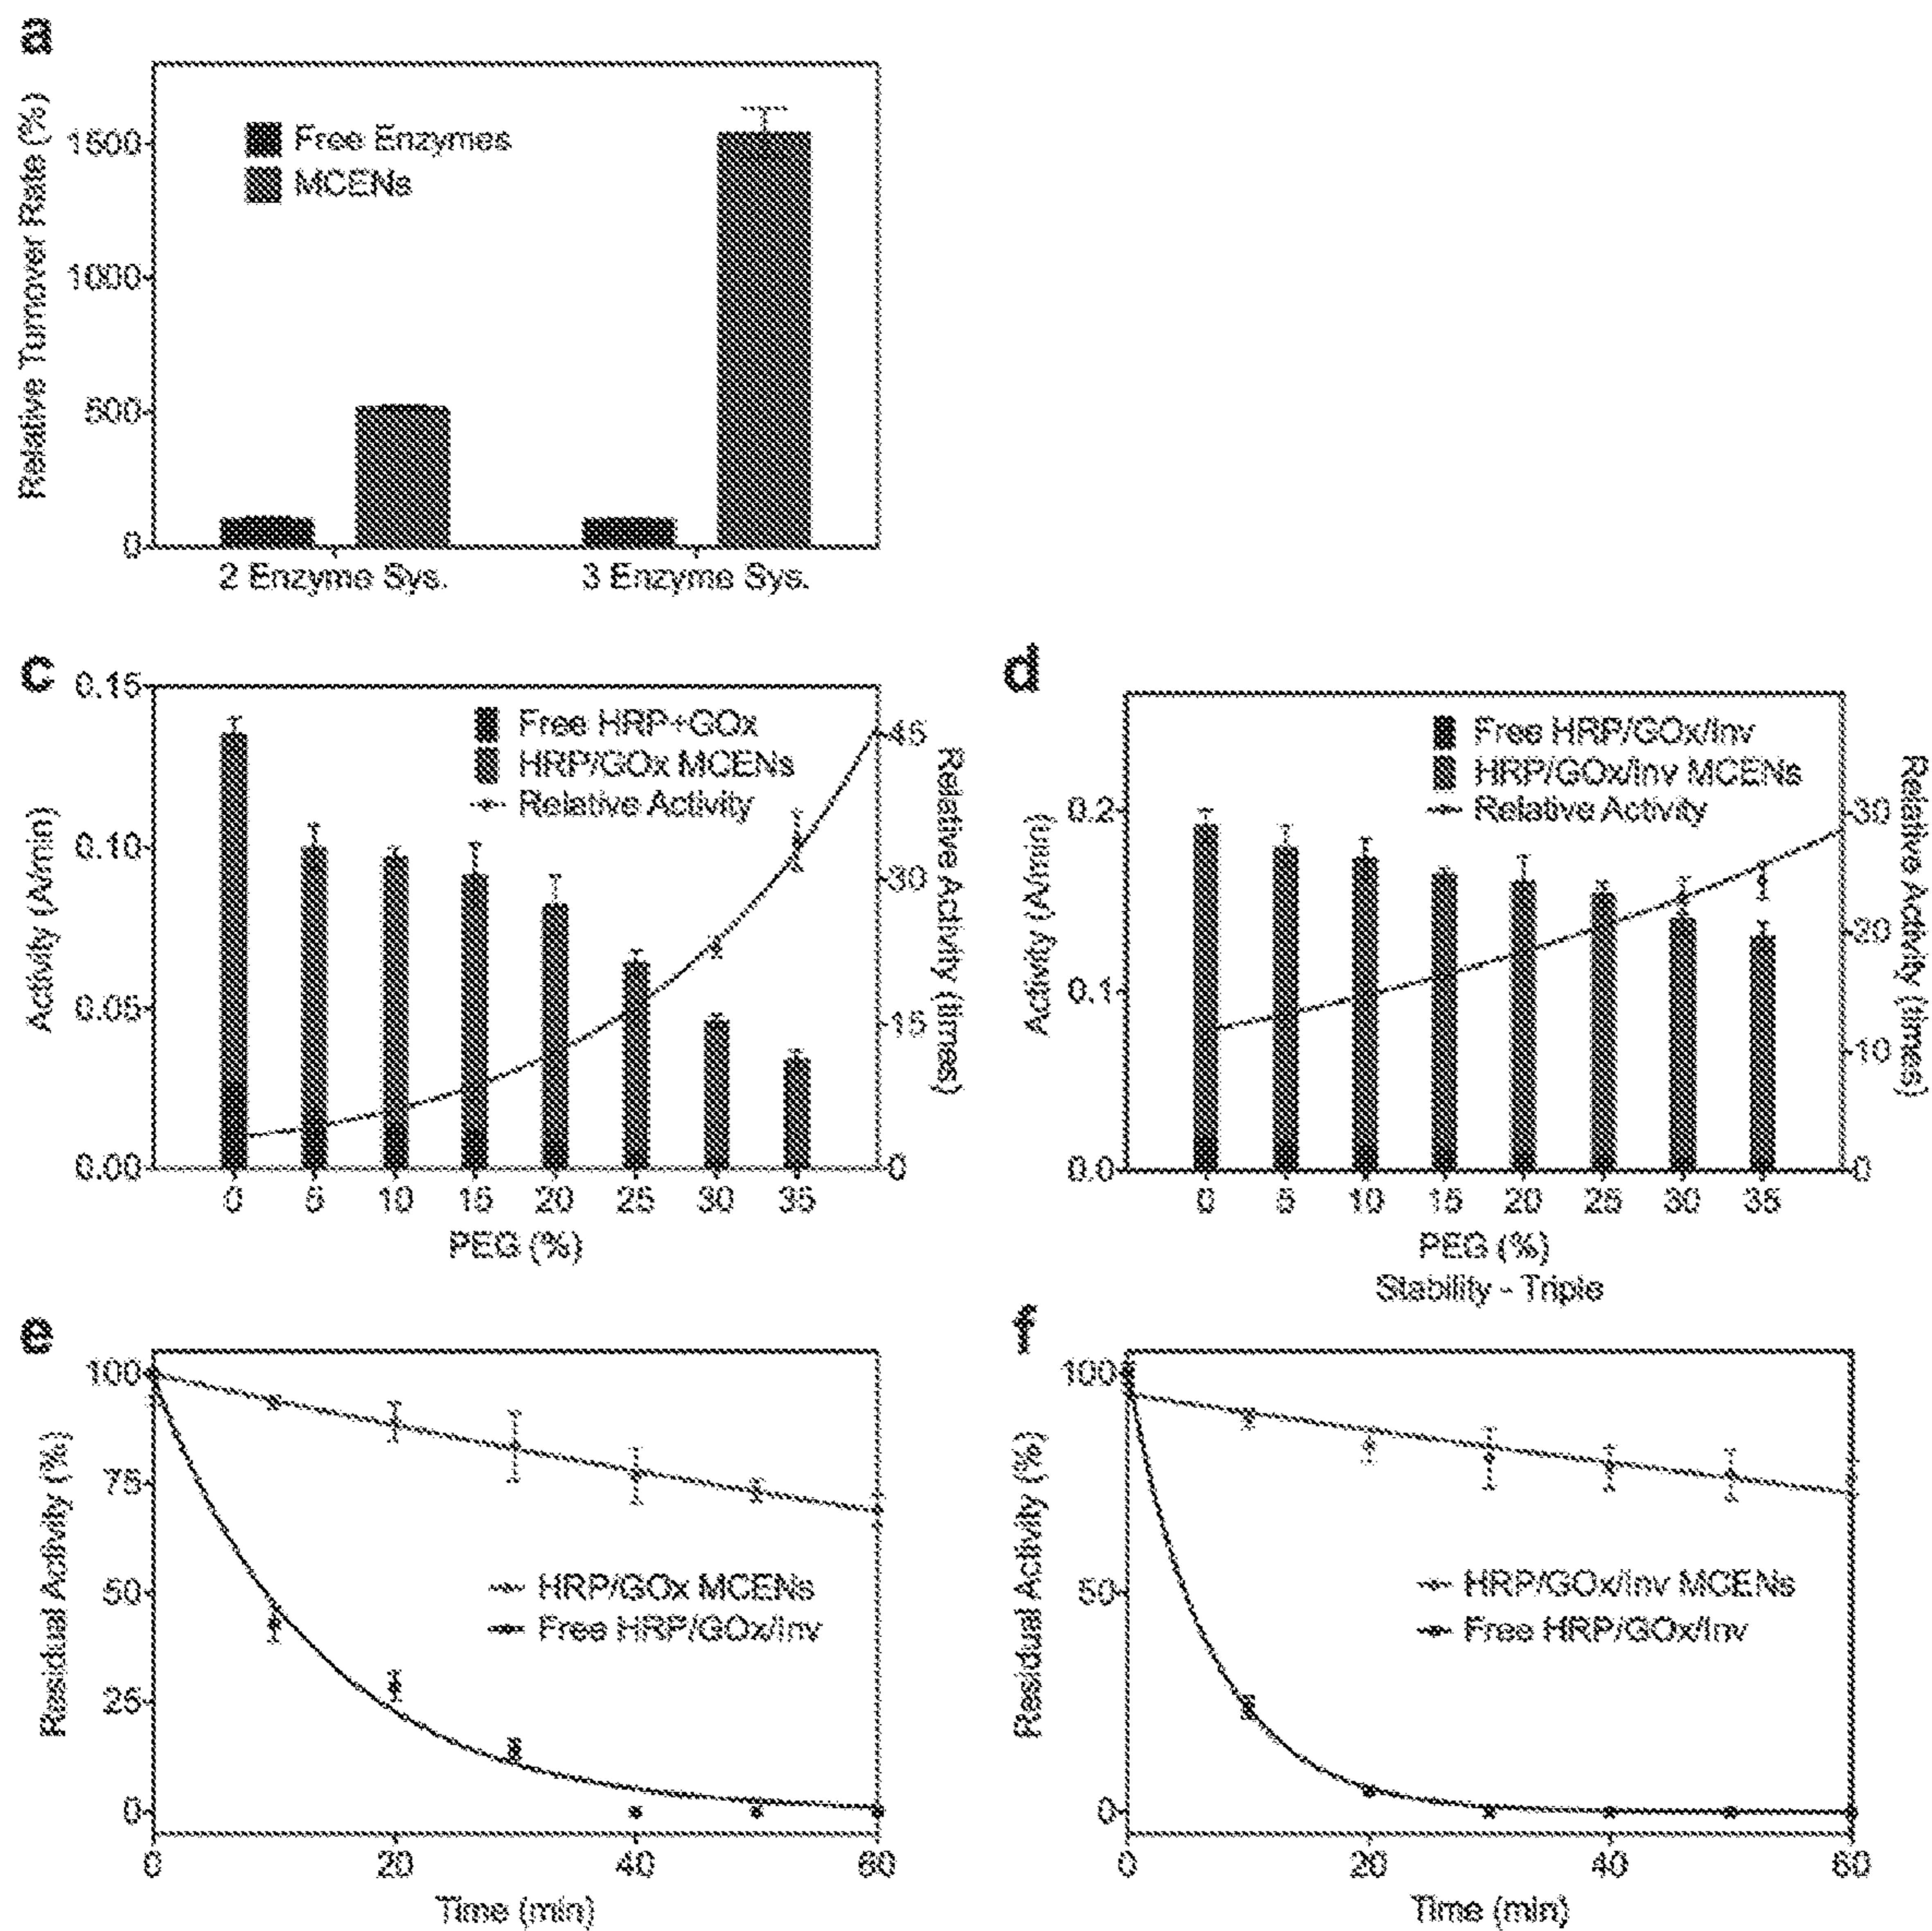 a
Relative Turnover Rate (%)
1500
1000
500
0
Free Enzymes
MCENs
2 Enzyme Sys.
3 Enzyme Sys.
c
Activity (A/min)
0.15
0.10
0.05
0.00
Free HRP+GOx
HRP/GOx MCENs
Relative Activity
45
30
15
0
Relative Activity (times)
0 5 10 15 20 25 30 35
PEG (%)
d
Activity (A/min)
0.2
0.1
0.0
Free HRP/GOx/Inv
HRP/GOx/Inv MCENs
Relative Activity
30
20
10
0
Relative Activity (times)
0 5 10 15 20 25 30 35
PEG (%)
Stability - Triple
e
Residual Activity (%)
100
75
50
25
0
HRP/GOx MCENs
Free HRP/GOx/Inv
0 20 40 60
Time (min)
f
Residual Activity (%)
100
50
0
HRP/GOx/Inv MCENs
Free HRP/GOx/Inv
0 20 40 60
Time (min)